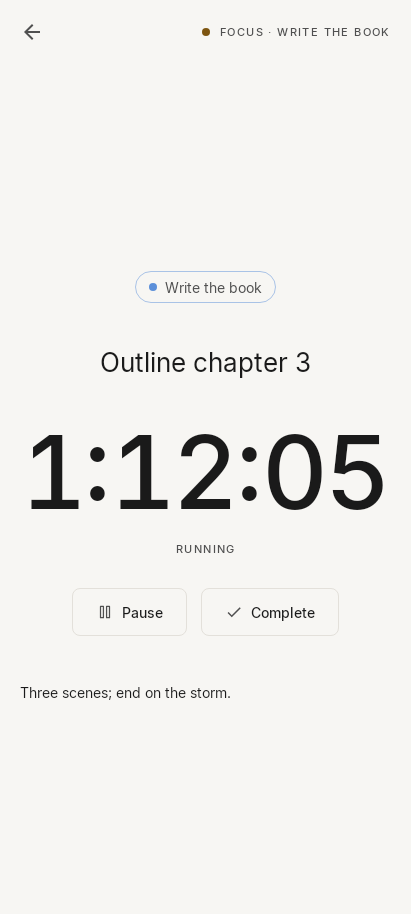 FOCUS · WRITE THE BOOK
Write the book
Outline chapter 3
1:12:05
RUNNING
Pause
Complete
Three scenes; end on the storm.